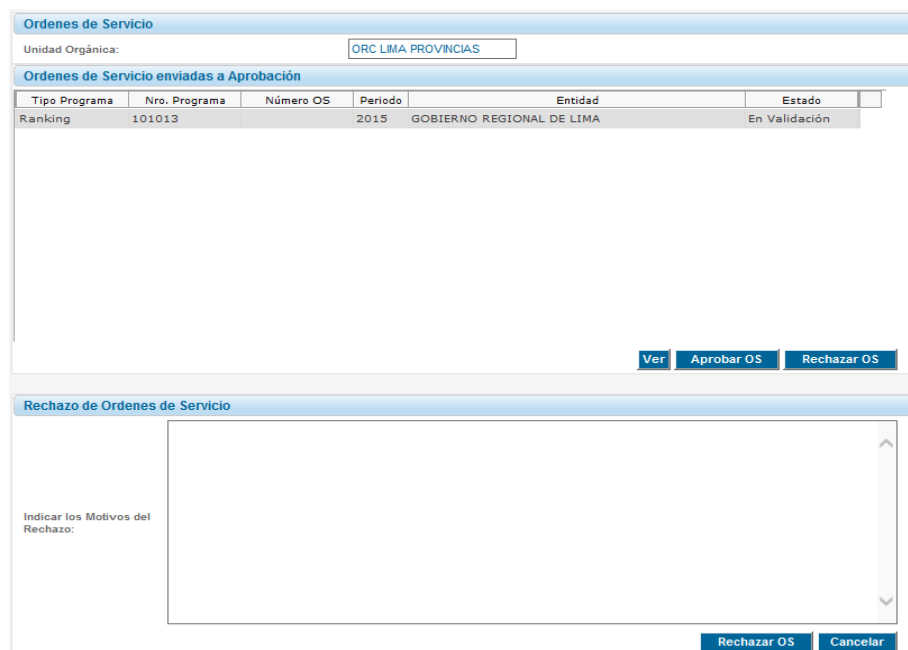 Ordenes de Servicio
Unidad Orgánica: ORC LIMA PROVINCIAS
Ordenes de Servicio enviadas a Aprobación
Tipo Programa Nro. Programa Número OS Periodo Entidad Estado
Ranking 101013 2015 GOBIERNO REGIONAL DE LIMA En Validación
Ver Aprobar OS Rechazar OS
Rechazo de Ordenes de Servicio
Indicar los Motivos del
Rechazo:
Rechazar OS Cancelar